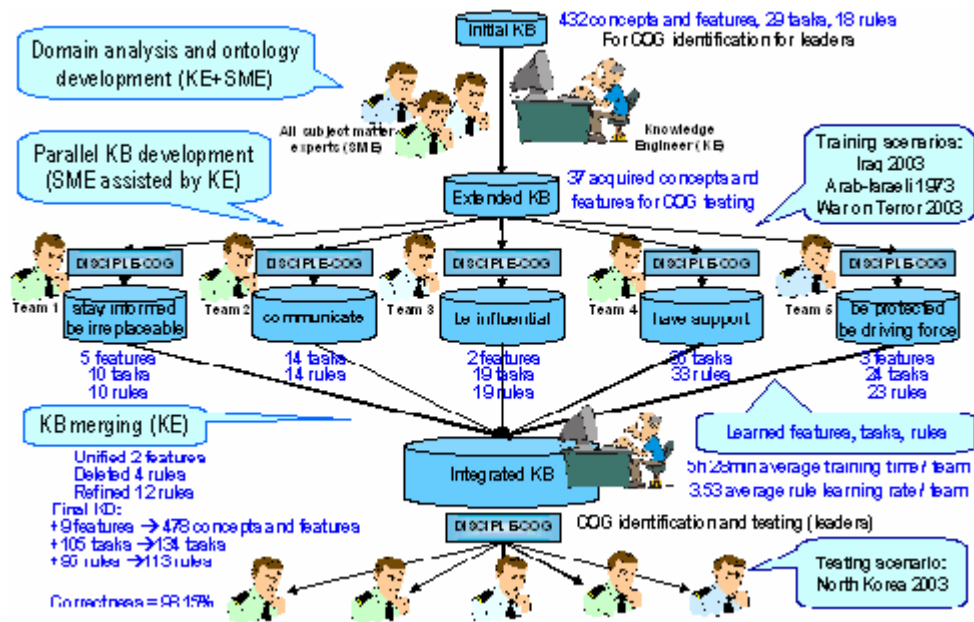 Initial KB
432 concepts and features, 29 tasks, 18 rules
For COG identification for leaders
Domain analysis and ontology
development (KE+SME)
All subject matter
experts (SME)
Knowledge
Engineer (KE)
Parallel KB development
(SME assisted by KE)
Extended KB
37 acquired concepts and
features for COG testing
Training scenarios:
Iraq 2003
Arab-Israeli 1973
War on Terror 2003
DISCIPLE-COG
DISCIPLE-COG
DISCIPLE-COG
DISCIPLE-COG
DISCIPLE-COG
Team 1
stay informed
be irreplaceable
Team 2
communicate
Team 3
be influential
Team 4
have support
Team 5
be protected
be driving force
5 features
10 tasks
10 rules
14 tasks
14 rules
2 features
19 tasks
19 rules
tasks
33 rules
3 features
24 tasks
23 rules
KB merging (KE)
Learned features, tasks, rules
Unified 2 features
Deleted 4 rules
Refined 12 rules
Final KB:
+9 features →478 concepts and features
+105 tasks →134 tasks
+95 rules →113 rules
Integrated KB
5h 28min average training time / team
3.53 average rule learning rate / team
DISCIPLE-COG
COG identification and testing (leaders)
Testing scenario:
North Korea 2003
Correctness = 98.15%